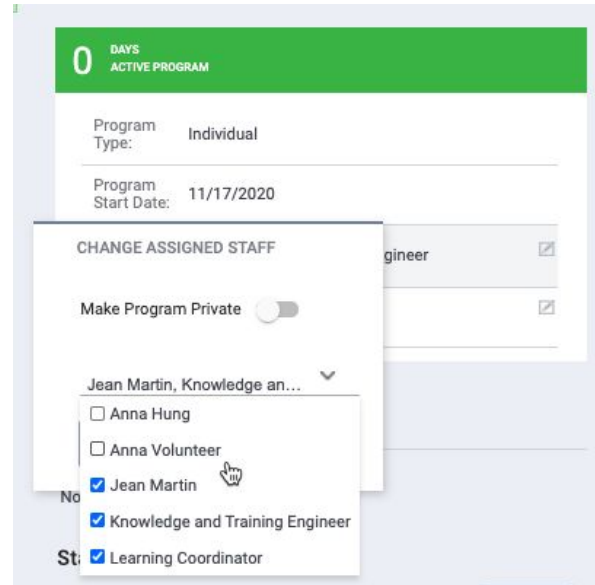 0 DAYS
ACTIVE PROGRAM
Program
Type: Individual
Program
Start Date: 11/17/2020
CHANGE ASSIGNED STAFF
gineer
Make Program Private
Jean Martin, Knowledge an...
Anna Hung
Anna Volunteer
Jean Martin
No
Knowledge and Training Engineer
St
Learning Coordinator